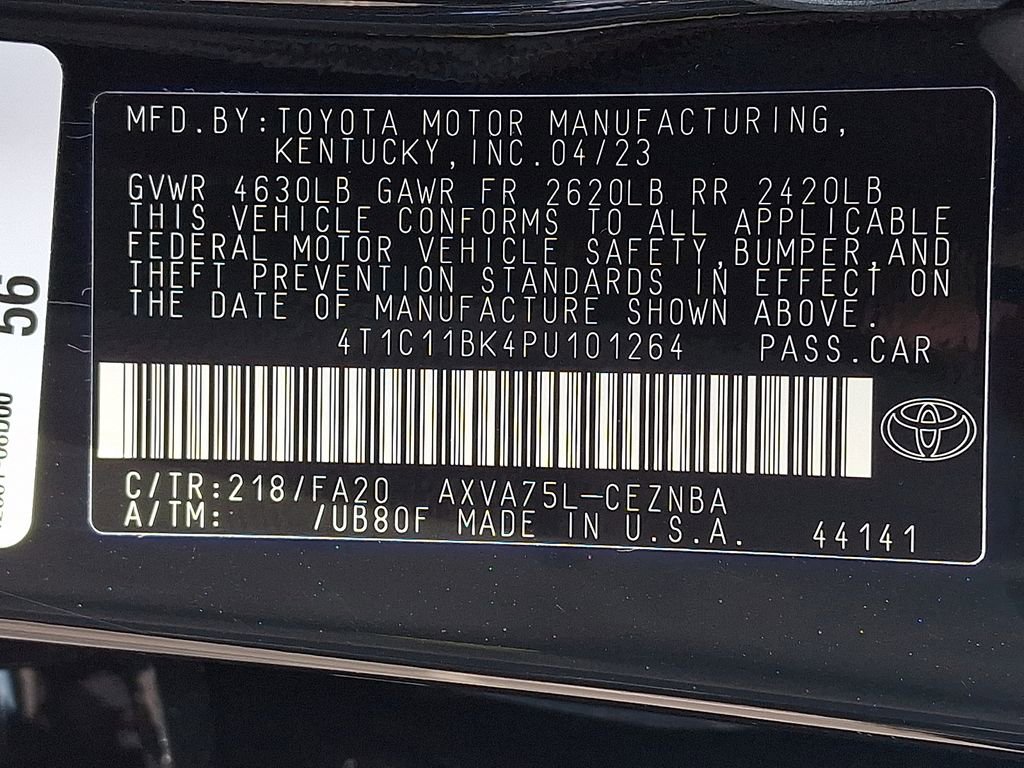 MFD.BY:TOYOTA MOTOR MANUFACTURING,
KENTUCKY,INC.04/23
GVWR 4630LB GAWR FR 2620LB RR 2420LB
THIS VEHICLE CONFORMS TO ALL APPLICABLE
FEDERAL MOTOR VEHICLE SAFETY,BUMPER,AND
THEFT PREVENTION STANDARDS IN EFFECT ON
THE DATE OF MANUFACTURE SHOWN ABOVE.
4T1C11BK4PU101264 PASS.CAR
C/TR:218/FA20 AXVA75L-CEZNBA
A/TM: /UB80F MADE IN U.S.A. 44141
56